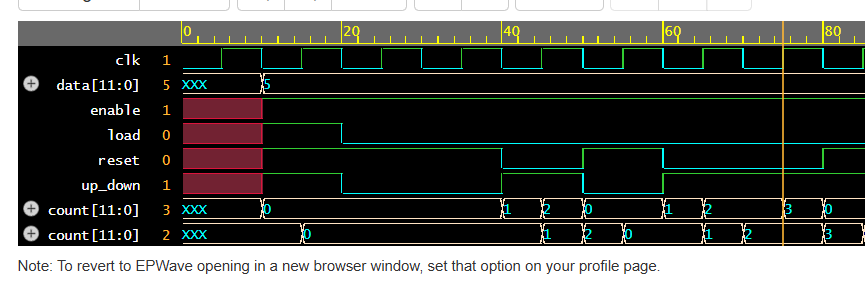 0 20 40 60 80
clk 1
data[11:0] 5 XXX 5
enable 1
load 0
reset 0
up_down 1
count[11:0] 3 XXX 0 1 2 0 1 2 3 0
count[11:0] 2 XXX 0 1 2 0 1 2 3
Note: To revert to EPWave opening in a new browser window, set that option on your profile page.